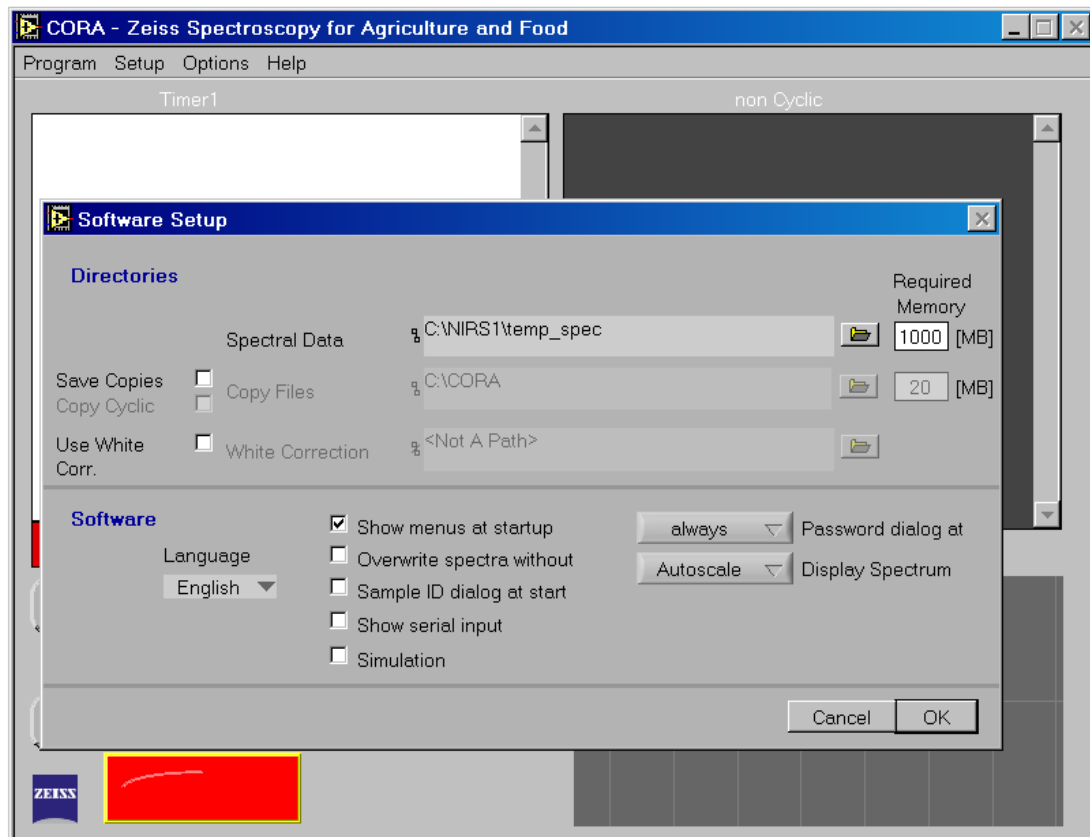 CORA - Zeiss Spectroscopy for Agriculture and Food
Program Setup Options Help
Timer1 non Cyclic
Software Setup
Directories
Required
Memory
Spectral Data C:\NIRS1\temp_spec 1000 [MB]
Save Copies
Copy Cyclic
Copy Files C:\CORA 20 [MB]
Use White
Corr.
White Correction <Not A Path>
Software
Language
English
Show menus at startup
Overwrite spectra without
Sample ID dialog at start
Show serial input
Simulation
always Password dialog at
Autoscale Display Spectrum
Cancel OK
ZEISS